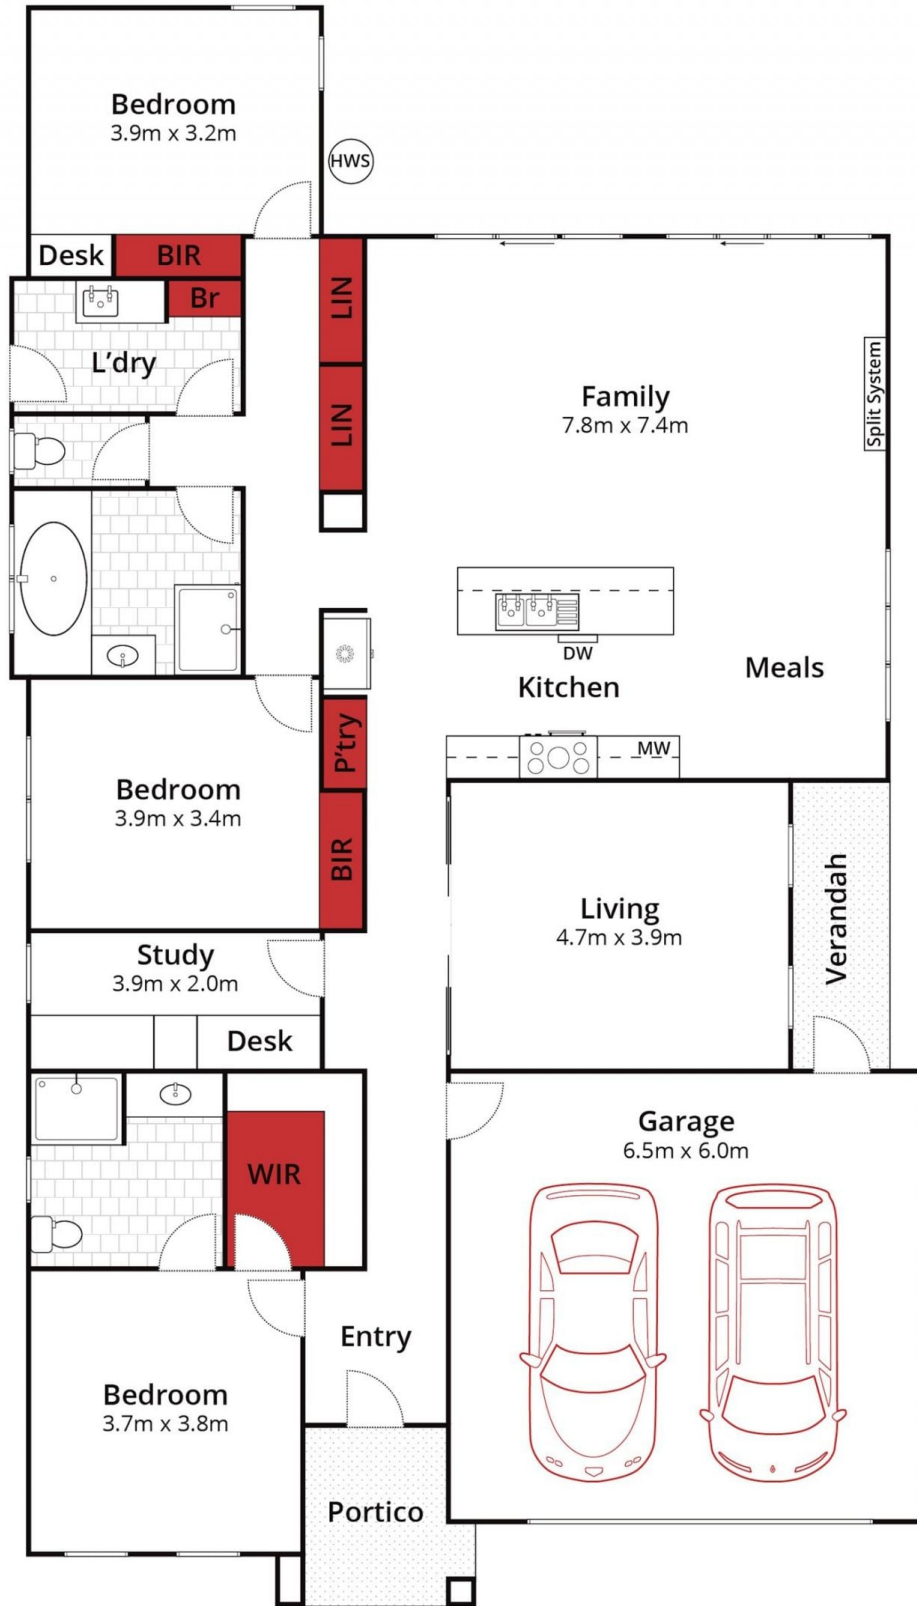 Bedroom
3.9m x 3.2m
HWS
Desk
BIR
Br
LIN
L'dry
LIN
Family
7.8m x 7.4m
Split System
DW
Kitchen
Meals
P'try
MW
Bedroom
3.9m x 3.4m
BIR
Living
4.7m x 3.9m
Verandah
Study
3.9m x 2.0m
Desk
Garage
6.5m x 6.0m
WIR
Entry
Bedroom
3.7m x 3.8m
Portico